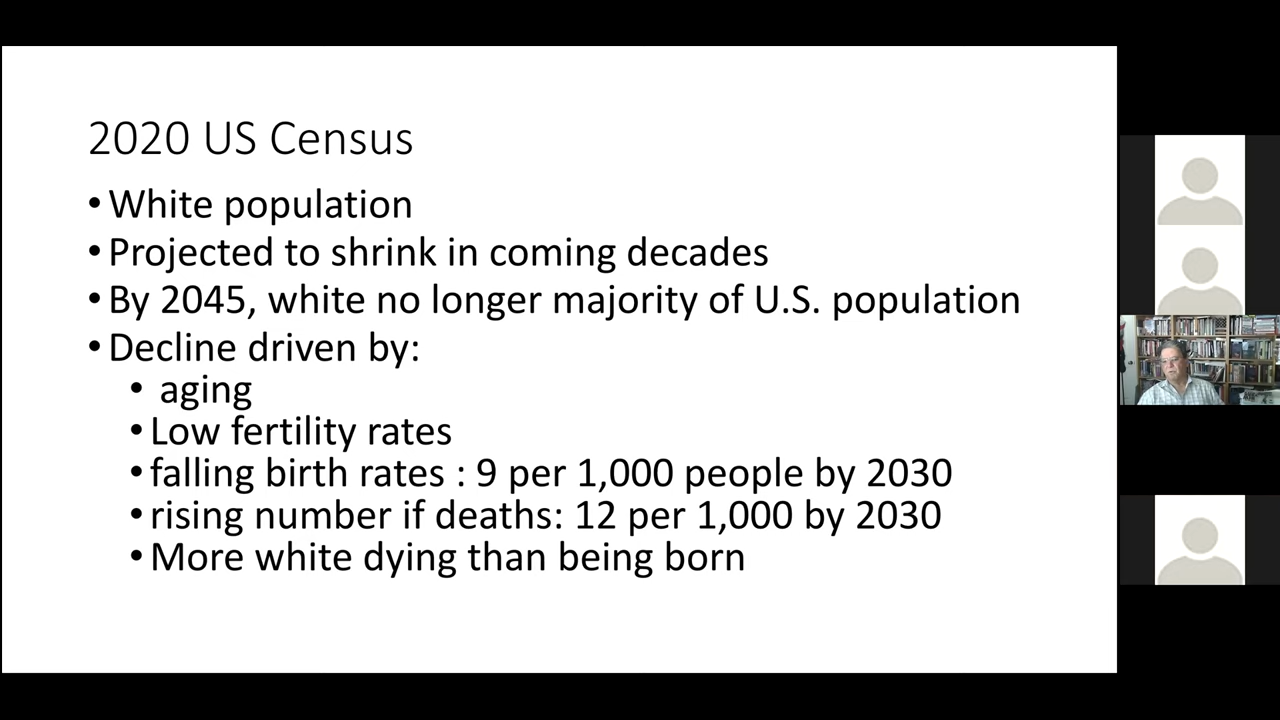 2020 US Census
• White population
• Projected to shrink in coming decades
• By 2045, white no longer majority of U.S. population
• Decline driven by:
• aging
• Low fertility rates
• falling birth rates : 9 per 1,000 people by 2030
• rising number if deaths: 12 per 1,000 by 2030
• More white dying than being born